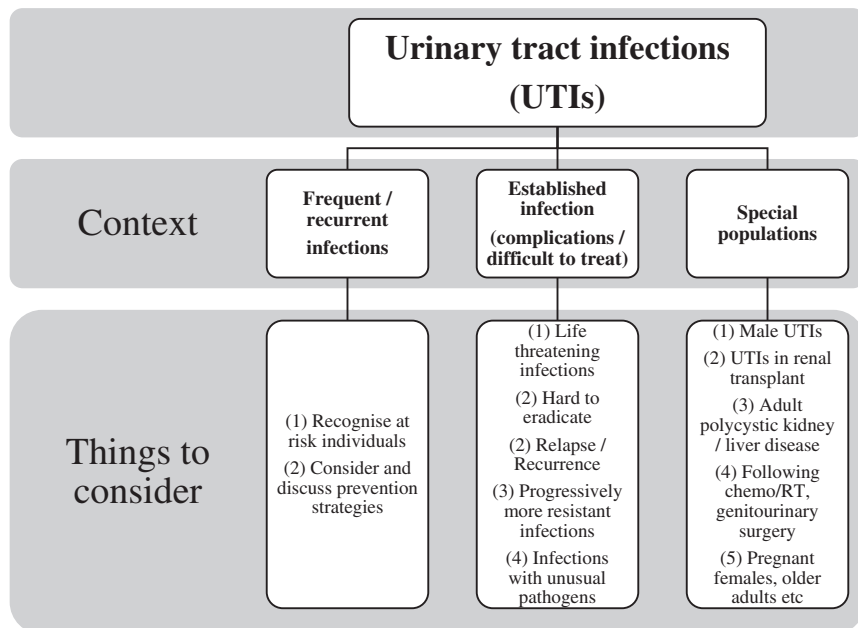 Urinary tract infections
(UTIs)
Context
Frequent /
recurrent
infections
Established
infection
(complications /
difficult to treat)
Special
populations
Things to
consider
(1) Recognise at
risk individuals
(2) Consider and
discuss prevention
strategies
(1) Life
threatening
infections
(2) Hard to
eradicate
(2) Relapse /
Recurrence
(3) Progressively
more resistant
infections
(4) Infections
with unusual
pathogens
(1) Male UTIs
(2) UTIs in renal
transplant
(3) Adult
polycystic kidney
/ liver disease
(4) Following
chemo/RT,
genitourinary
surgery
(5) Pregnant
females, older
adults etc